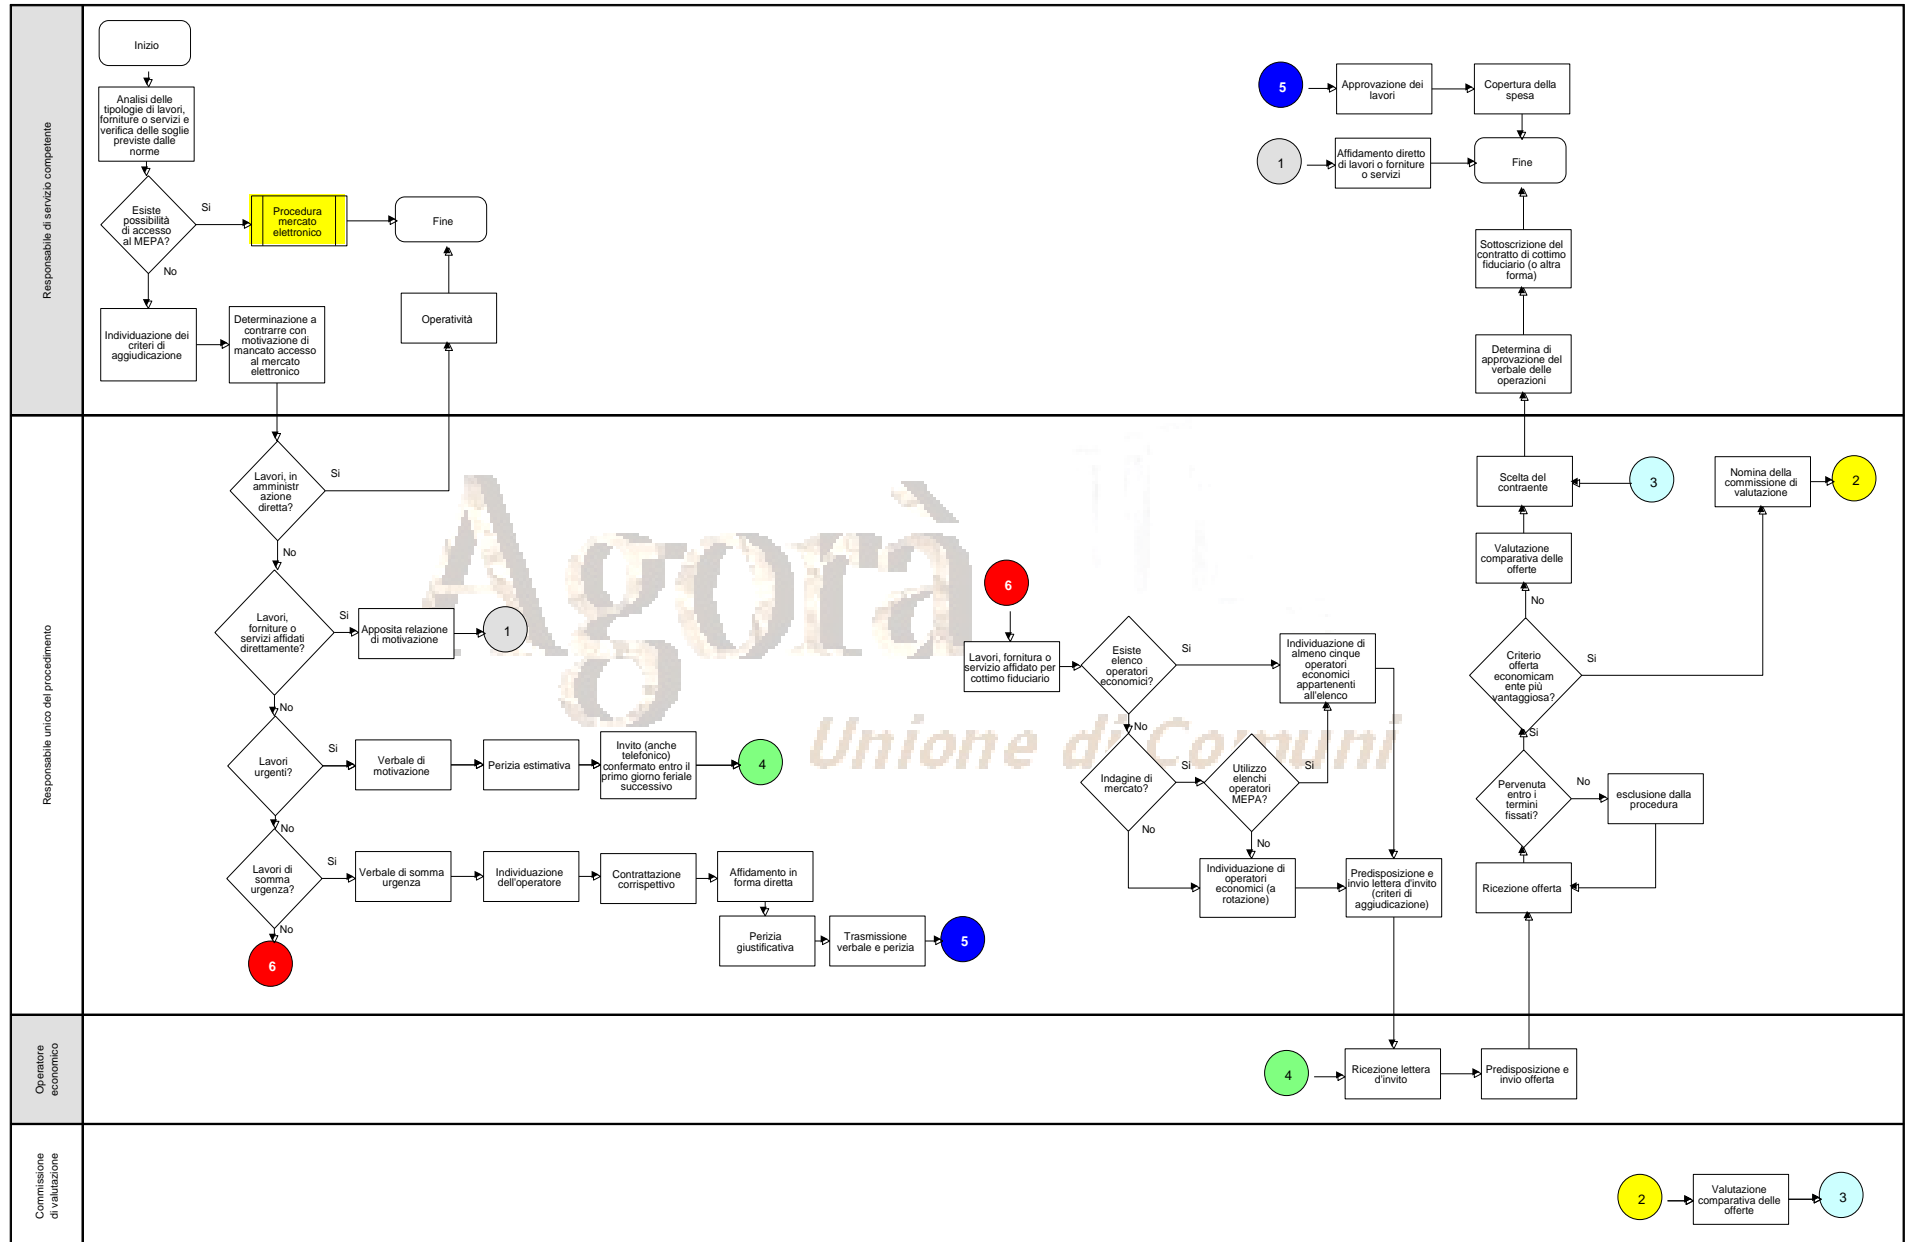 Responsabile di servizio competente
Inizio
Analisi delle
tipologie di lavori,
forniture o servizi e
verifica delle soglie
previste dalle
norme
Esiste
possibilità
di accesso
al MEPA?
Si
No
Procedura
mercato
elettronico
Fine
Individuazione dei
criteri di
aggiudicazione
Determinazione a
contrarre con
motivazione di
mancato accesso
al mercato
elettronico
Operatività
5
Approvazione dei
lavori
Copertura della
spesa
1
Affidamento diretto
di lavori o forniture
o servizi
Fine
Sottoscrizione del
contratto di cottimo
fiduciario (o altra
forma)
Determina di
approvazione del
verbale delle
operazioni
Responsabile unico del procedimento
Lavori, in
amministr
azione
diretta?
Si
No
Lavori,
forniture o
servizi affidati
direttamente?
Si
No
Apposita relazione
di motivazione
1
Lavori
urgenti?
Si
No
Verbale di
motivazione
Perizia estimativa
Invito (anche
telefonico)
confermato entro il
primo giorno feriale
successivo
4
Lavori di
somma
urgenza?
Si
No
Verbale di somma
urgenza
Individuazione
dell'operatore
Contrattazione
corrispettivo
Affidamento in
forma diretta
Perizia
giustificativa
Trasmissione
verbale e perizia
5
6
Agorà
Unione di Comuni
6
Lavori, fornitura o
servizio affidato per
cottimo fiduciario
Esiste
elenco
operatori
economici?
Si
No
Individuazione di
almeno cinque
operatori
economici
appartenenti
all'elenco
Indagine di
mercato?
Si
No
Utilizzo
elenchi
operatori
MEPA?
Si
No
Individuazione di
operatori
economici (a
rotazione)
Predisposizione e
invio lettera d'invito
(criteri di
aggiudicazione)
Scelta del
contraente
3
Nomina della
commissione di
valutazione
2
Valutazione
comparativa delle
offerte
No
Criterio
offerta
economicam
ente più
vantaggiosa?
Si
Si
Pervenuta
entro i
termini
fissati?
No
esclusione dalla
procedura
Ricezione offerta
Operatore
economico
4
Ricezione lettera
d'invito
Predisposizione e
invio offerta
Commissione
di valutazione
2
Valutazione
comparativa delle
offerte
3